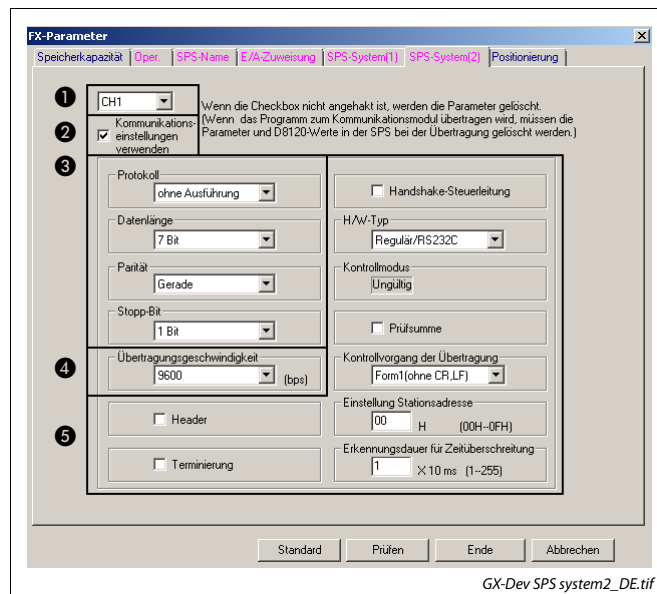 FX-Parameter
Speicherkapazität Oper. SPS-Name E/A-Zuweisung SPS-System(1) SPS-System(2) Positionierung
❶ CH1
Wenn die Checkbox nicht angehakt ist, werden die Parameter gelöscht.
(Wenn das Programm zum Kommunikationsmodul übertragen wird, müssen die
Parameter und D8120-Werte in der SPS bei der Übertragung gelöscht werden.)
❷ Kommunikations-
einstellungen
verwenden
❸
Protokoll
ohne Ausführung
Handshake-Steuerleitung
Datenlänge
7 Bit
H/W-Typ
Regulär/RS232C
Parität
Gerade
Kontrollmodus
Ungültig
Stopp-Bit
1 Bit
Prüfsumme
❹ Übertragungsgeschwindigkeit
9600 (bps)
Kontrollvorgang der Übertragung
Form1(ohne CR,LF)
❺ Header
Einstellung Stationsadresse
00 H (00H--0FH)
Terminierung
Erkennungsdauer für Zeitüberschreitung
1 X 10 ms (1--255)
Standard Prüfen Ende Abbrechen
GX-Dev SPS system2_DE.tif